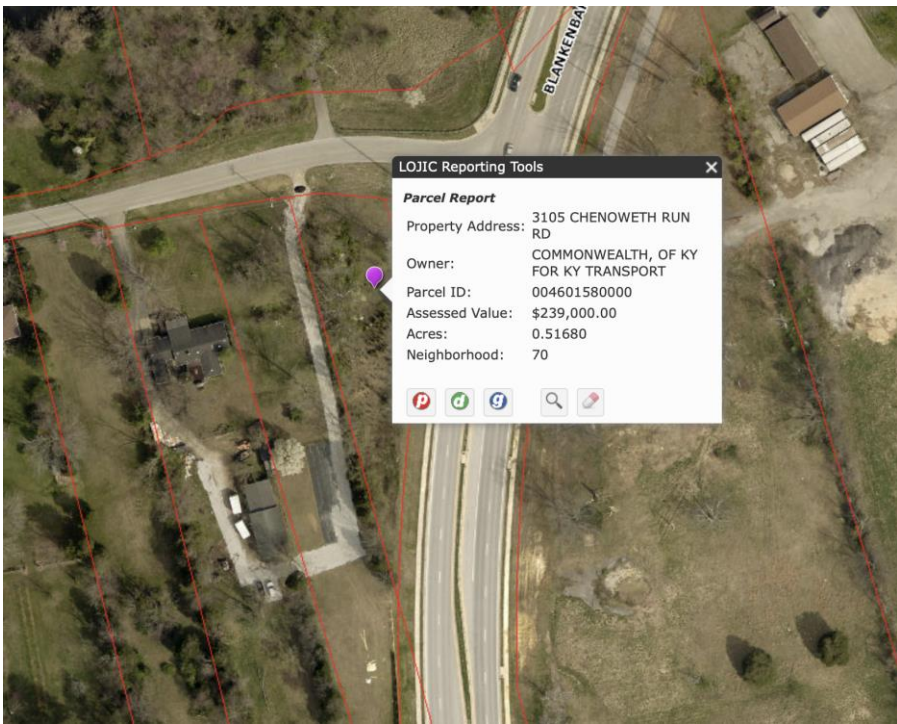 BLANKENBA
LOJIC Reporting Tools
Parcel Report
Property Address: 3105 CHENOWETH RUN
RD
Owner: COMMONWEALTH, OF KY
FOR KY TRANSPORT
Parcel ID: 004601580000
Assessed Value: $239,000.00
Acres: 0.51680
Neighborhood: 70
p d g